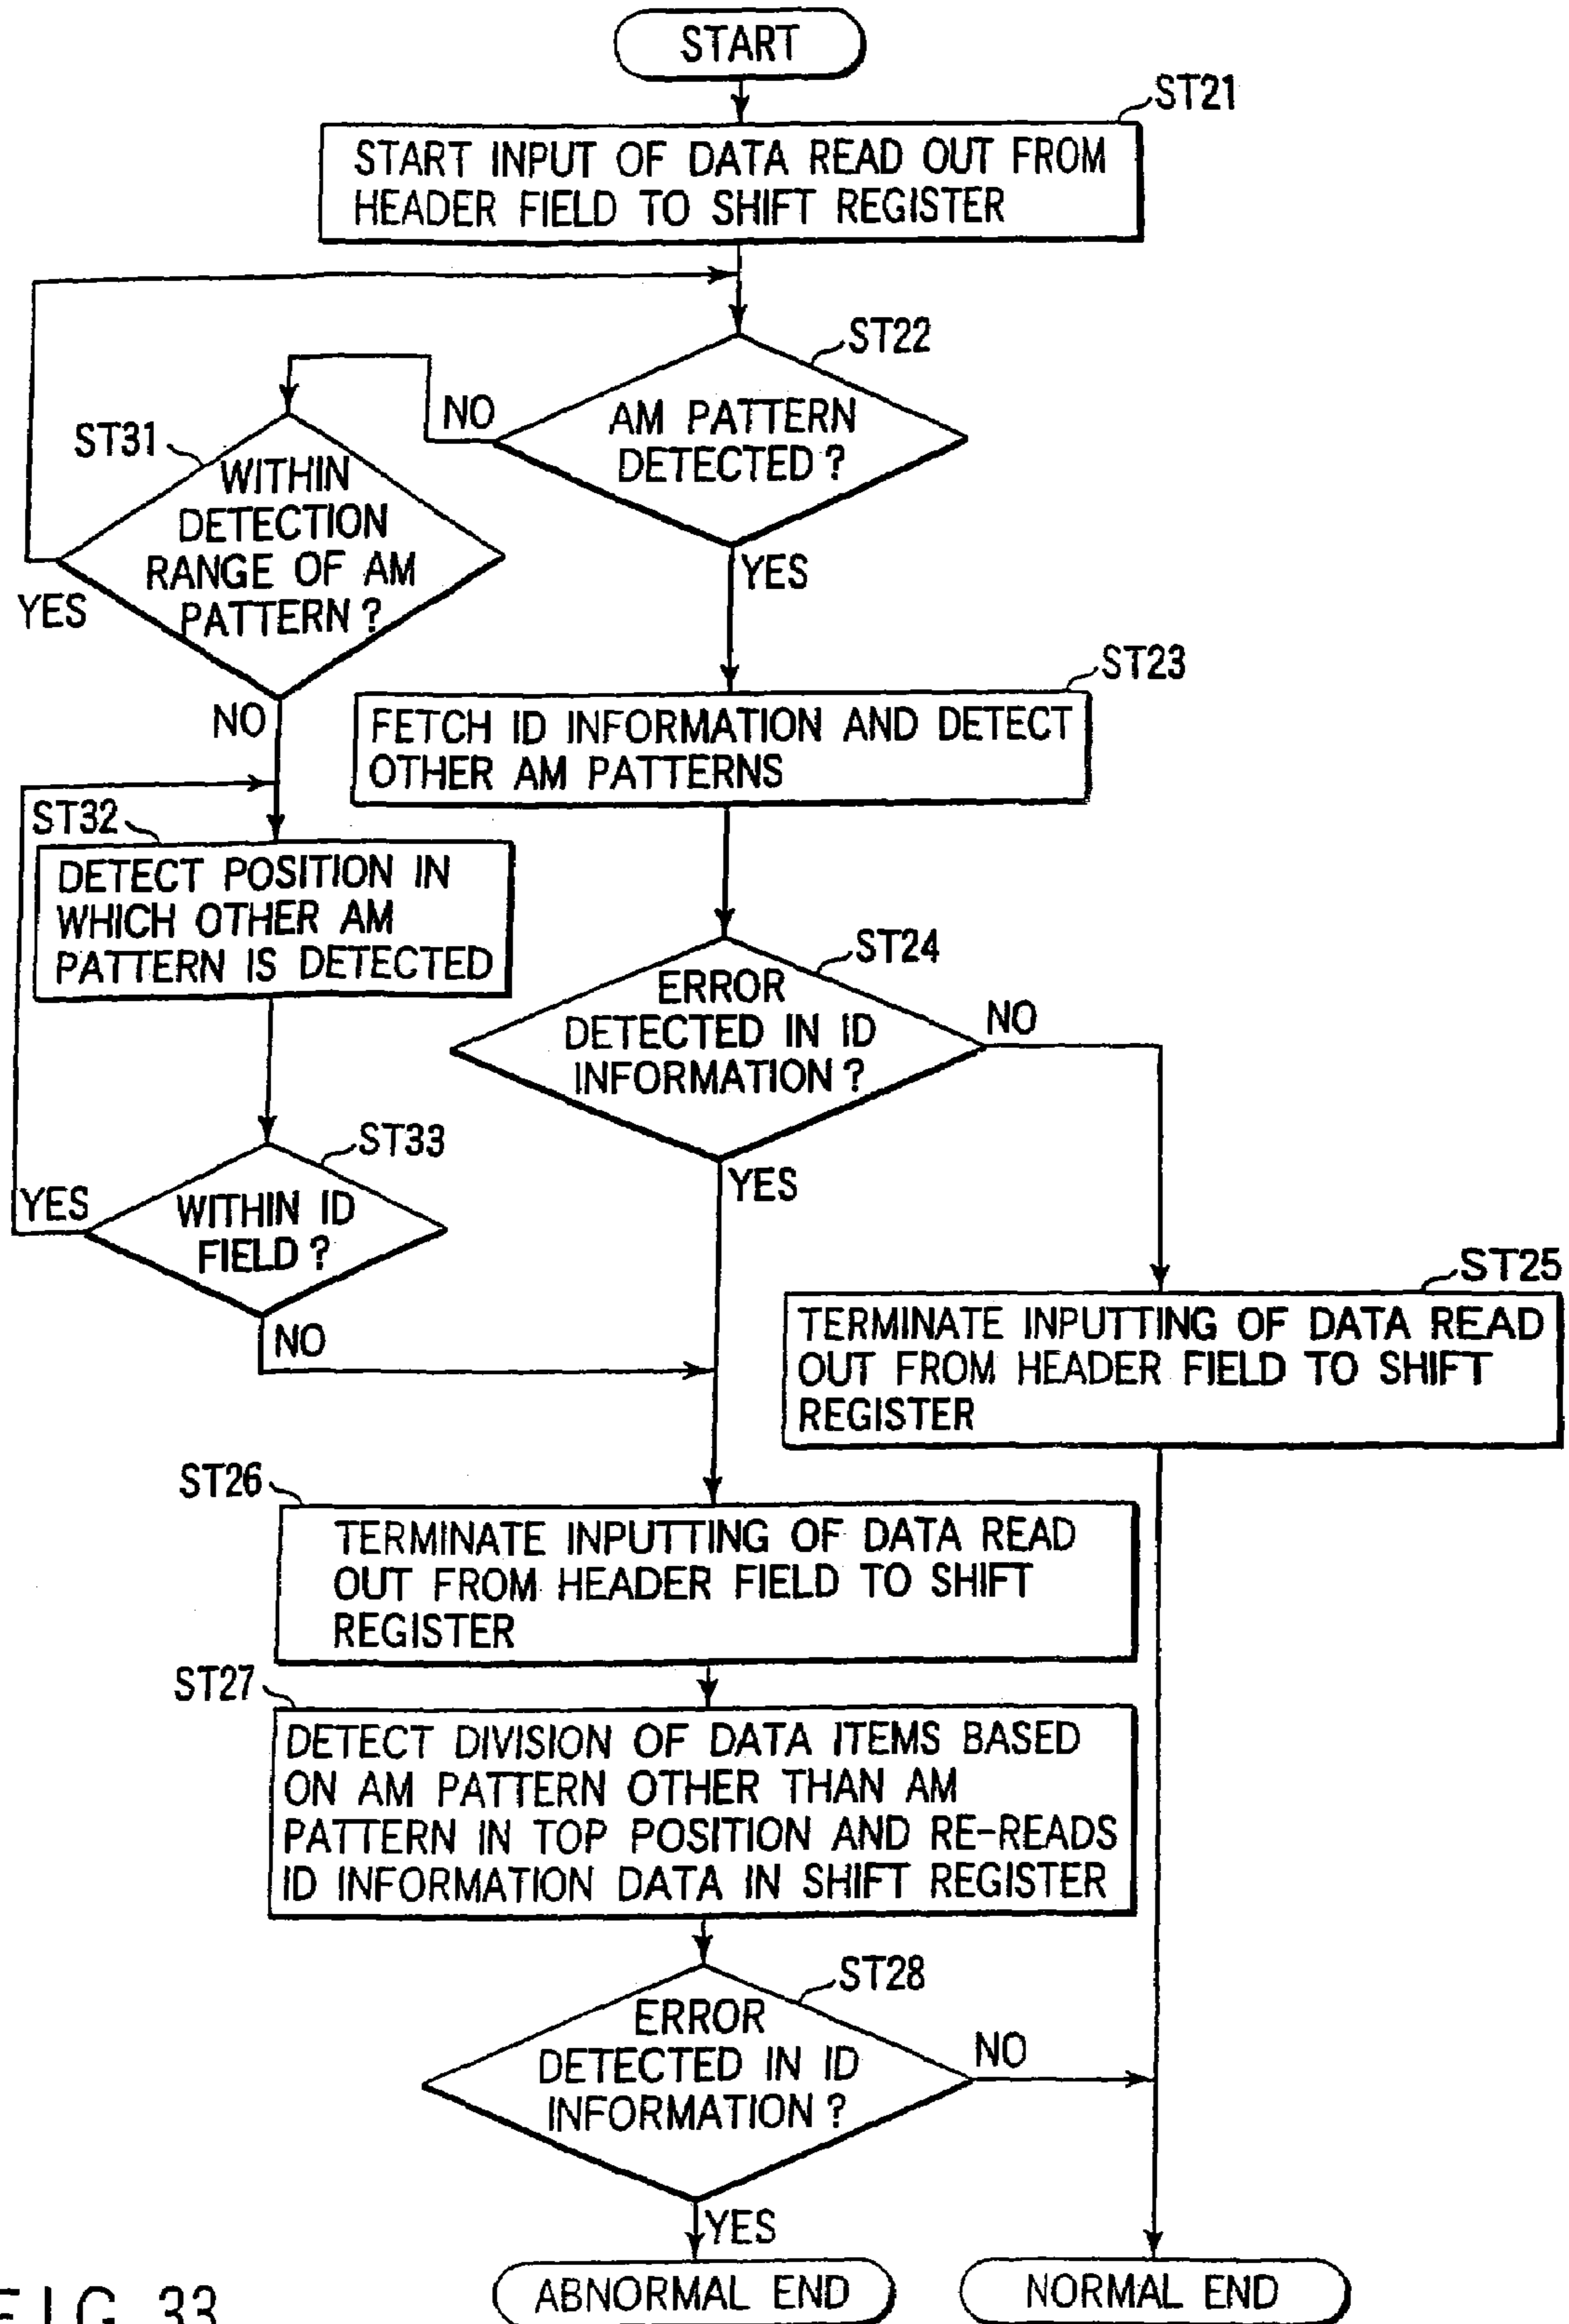 START
ST21
START INPUT OF DATA READ OUT FROM
HEADER FIELD TO SHIFT REGISTER
ST22
AM PATTERN
DETECTED?
NO
YES
ST31
WITHIN
DETECTION
RANGE OF AM
PATTERN?
YES
NO
ST23
FETCH ID INFORMATION AND DETECT
OTHER AM PATTERNS
ST32
DETECT POSITION IN
WHICH OTHER AM
PATTERN IS DETECTED
ST24
ERROR
DETECTED IN ID
INFORMATION?
NO
YES
ST33
WITHIN ID
FIELD?
YES
NO
ST25
TERMINATE INPUTTING OF DATA READ
OUT FROM HEADER FIELD TO SHIFT
REGISTER
ST26
TERMINATE INPUTTING OF DATA READ
OUT FROM HEADER FIELD TO SHIFT
REGISTER
ST27
DETECT DIVISION OF DATA ITEMS BASED
ON AM PATTERN OTHER THAN AM
PATTERN IN TOP POSITION AND RE-READS
ID INFORMATION DATA IN SHIFT REGISTER
ST28
ERROR
DETECTED IN ID
INFORMATION?
NO
YES
ABNORMAL END
NORMAL END
FIG. 33